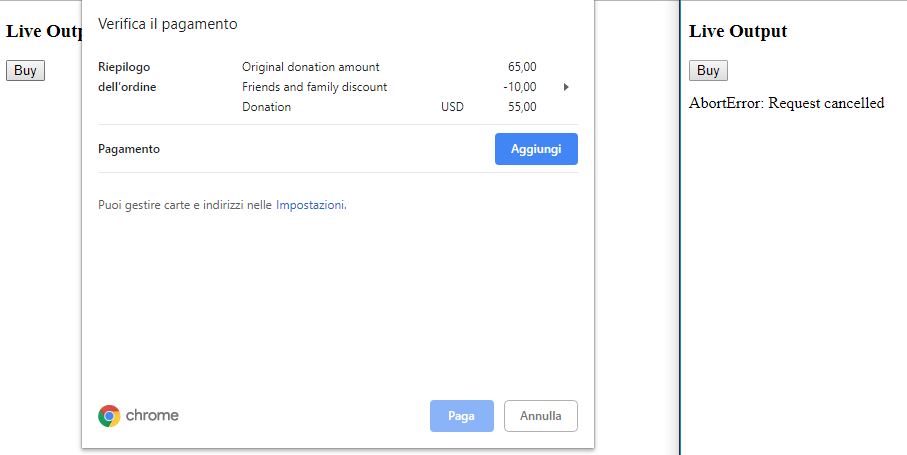 Live Outp
Buy
Verifica il pagamento
Riepilogo dell'ordine
Original donation amount 65,00
Friends and family discount -10,00
Donation USD 55,00
Pagamento
Aggiungi
Puoi gestire carte e indirizzi nelle Impostazioni.
chrome
Paga
Annulla
Live Output
Buy
AbortError: Request cancelled